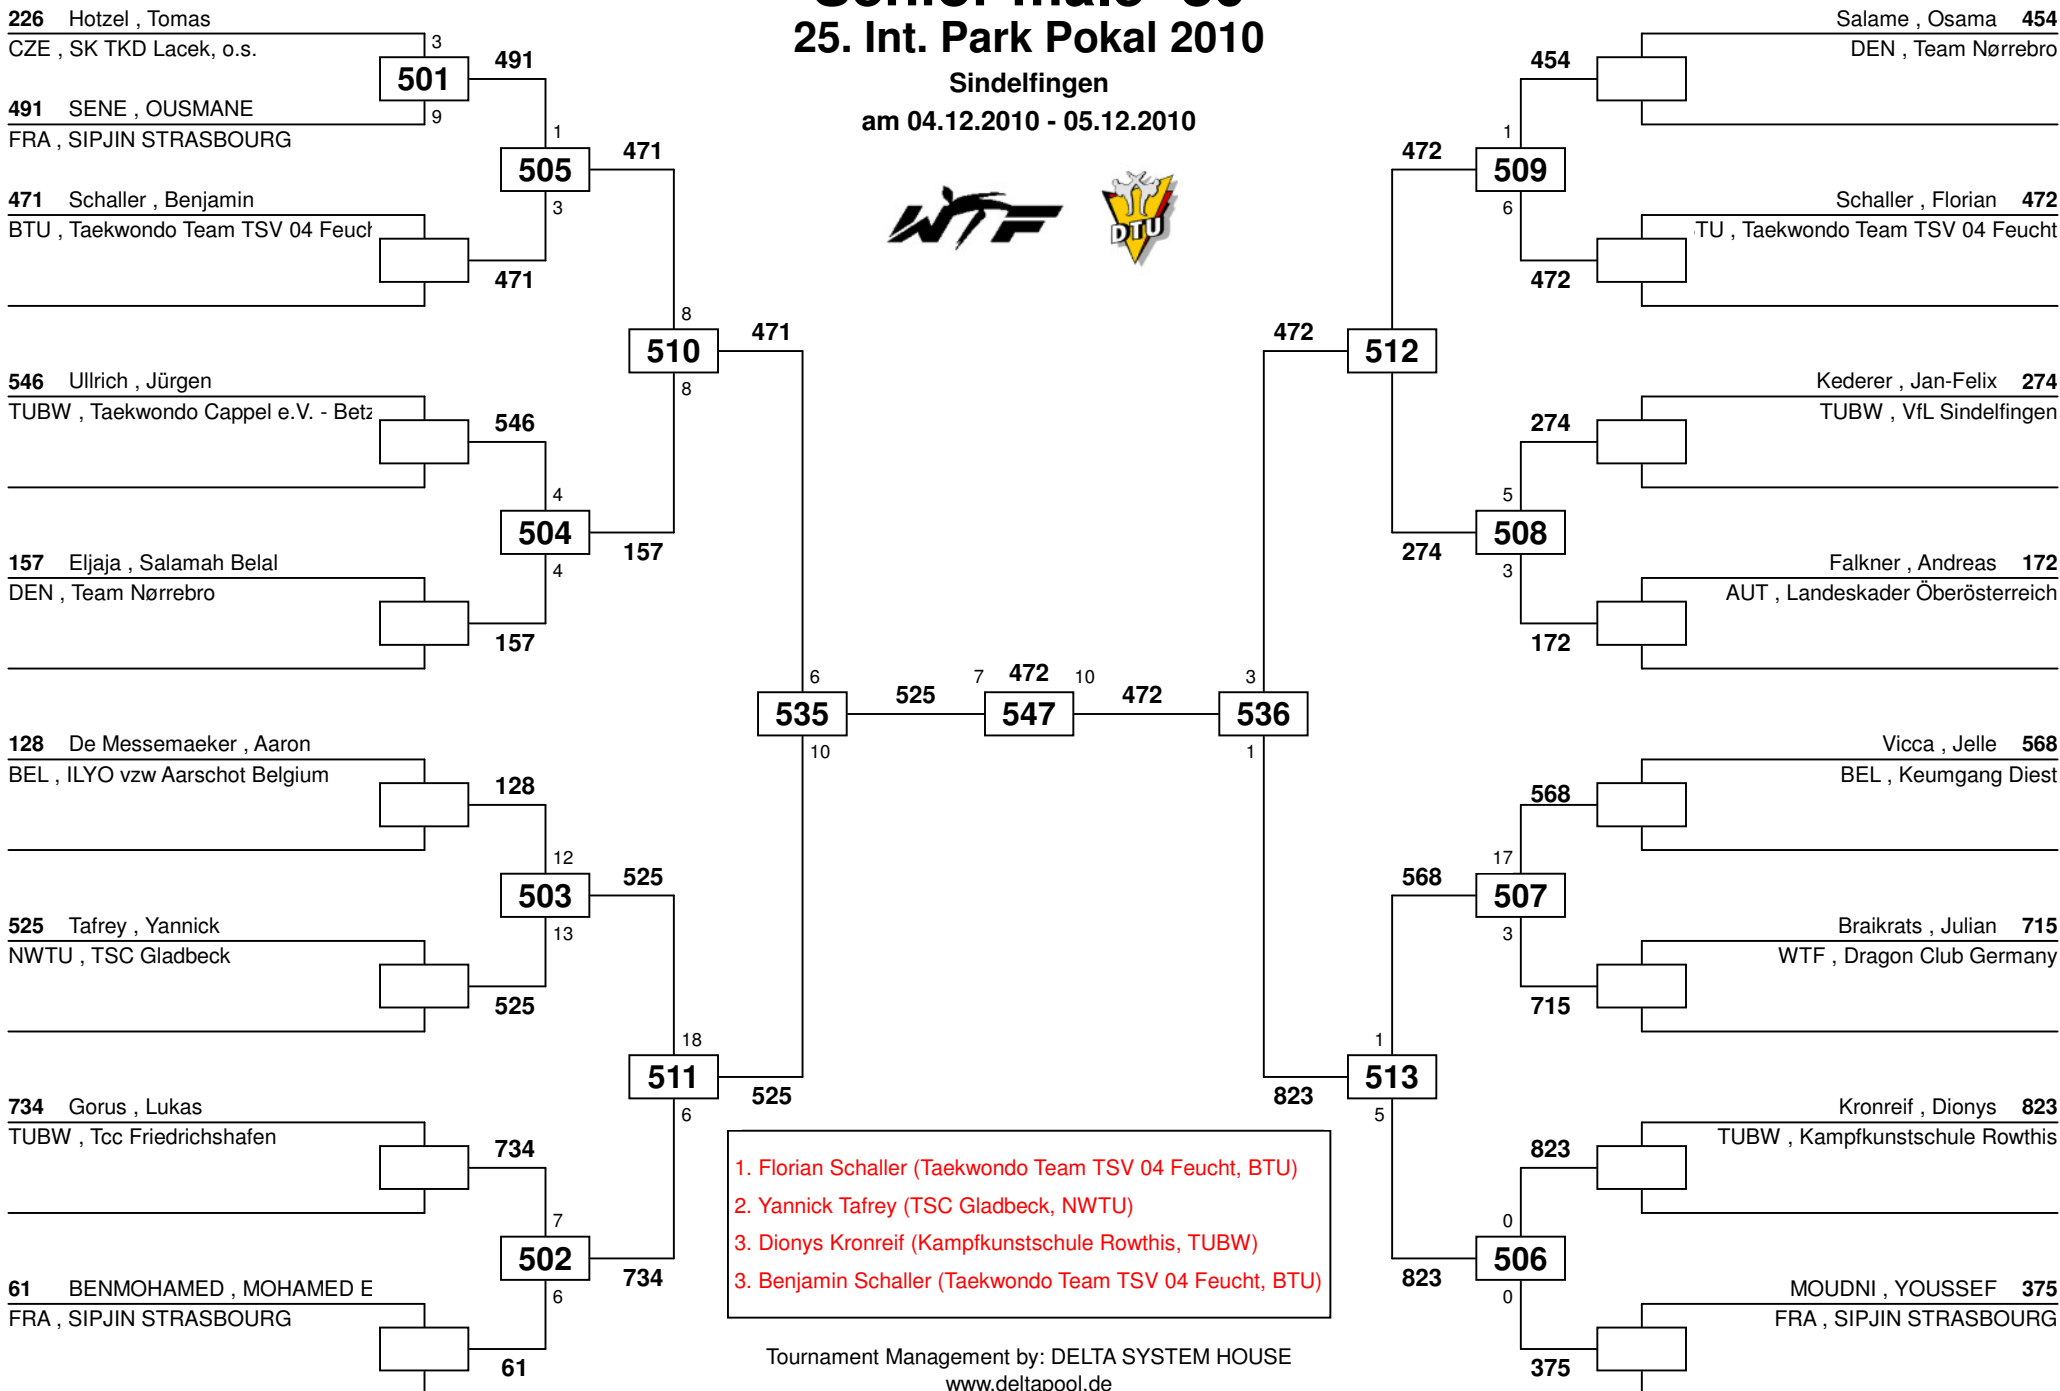 25. Int. Park Pokal 2010
Sindelfingen
am 04.12.2010 - 05.12.2010
WTF
DTU
226 Hotzel , Tomas
CZE , SK TKD Lacek, o.s.
3
501
491
491 SENE , OUSMANE
9
FRA , SIPJIN STRASBOURG
1
505
471
471 Schaller , Benjamin
3
BTU , Taekwondo Team TSV 04 Feuch
471
8
510
471
8
546 Ullrich , Jürgen
TUBW , Taekwondo Cappel e.V. - Betz
546
4
504
157
4
157 Eljaja , Salamah Belal
DEN , Team Nørrebro
157
6
535
525
10
128 De Messemaeker , Aaron
BEL , ILYO vzw Aarschot Belgium
128
12
503
525
13
525 Tafrey , Yannick
NWTU , TSC Gladbeck
525
18
511
525
6
734 Gorus , Lukas
TUBW , Tcc Friedrichshafen
734
7
502
734
6
61 BENMOHAMED , MOHAMED E
FRA , SIPJIN STRASBOURG
61
7 472 10
547
Salame , Osama 454
DEN , Team Nørrebro
454
1
509
472
6
Schaller , Florian 472
TU , Taekwondo Team TSV 04 Feucht
472
472
512
Kederer , Jan-Felix 274
TUBW , VfL Sindelfingen
274
5
508
274
3
Falkner , Andreas 172
AUT , Landeskader Öberösterreich
172
3
472
536
1
Vicca , Jelle 568
BEL , Keumgang Diest
568
17
507
568
3
Braikrats , Julian 715
WTF , Dragon Club Germany
715
1
513
823
5
Kronreif , Dionys 823
TUBW , Kampfkunstschule Rowthis
823
0
506
823
0
MOUDNI , YOUSSEF 375
FRA , SIPJIN STRASBOURG
375
1. Florian Schaller (Taekwondo Team TSV 04 Feucht, BTU)
2. Yannick Tafrey (TSC Gladbeck, NWTU)
3. Dionys Kronreif (Kampfkunstschule Rowthis, TUBW)
3. Benjamin Schaller (Taekwondo Team TSV 04 Feucht, BTU)
Tournament Management by: DELTA SYSTEM HOUSE
www.deltapool.de